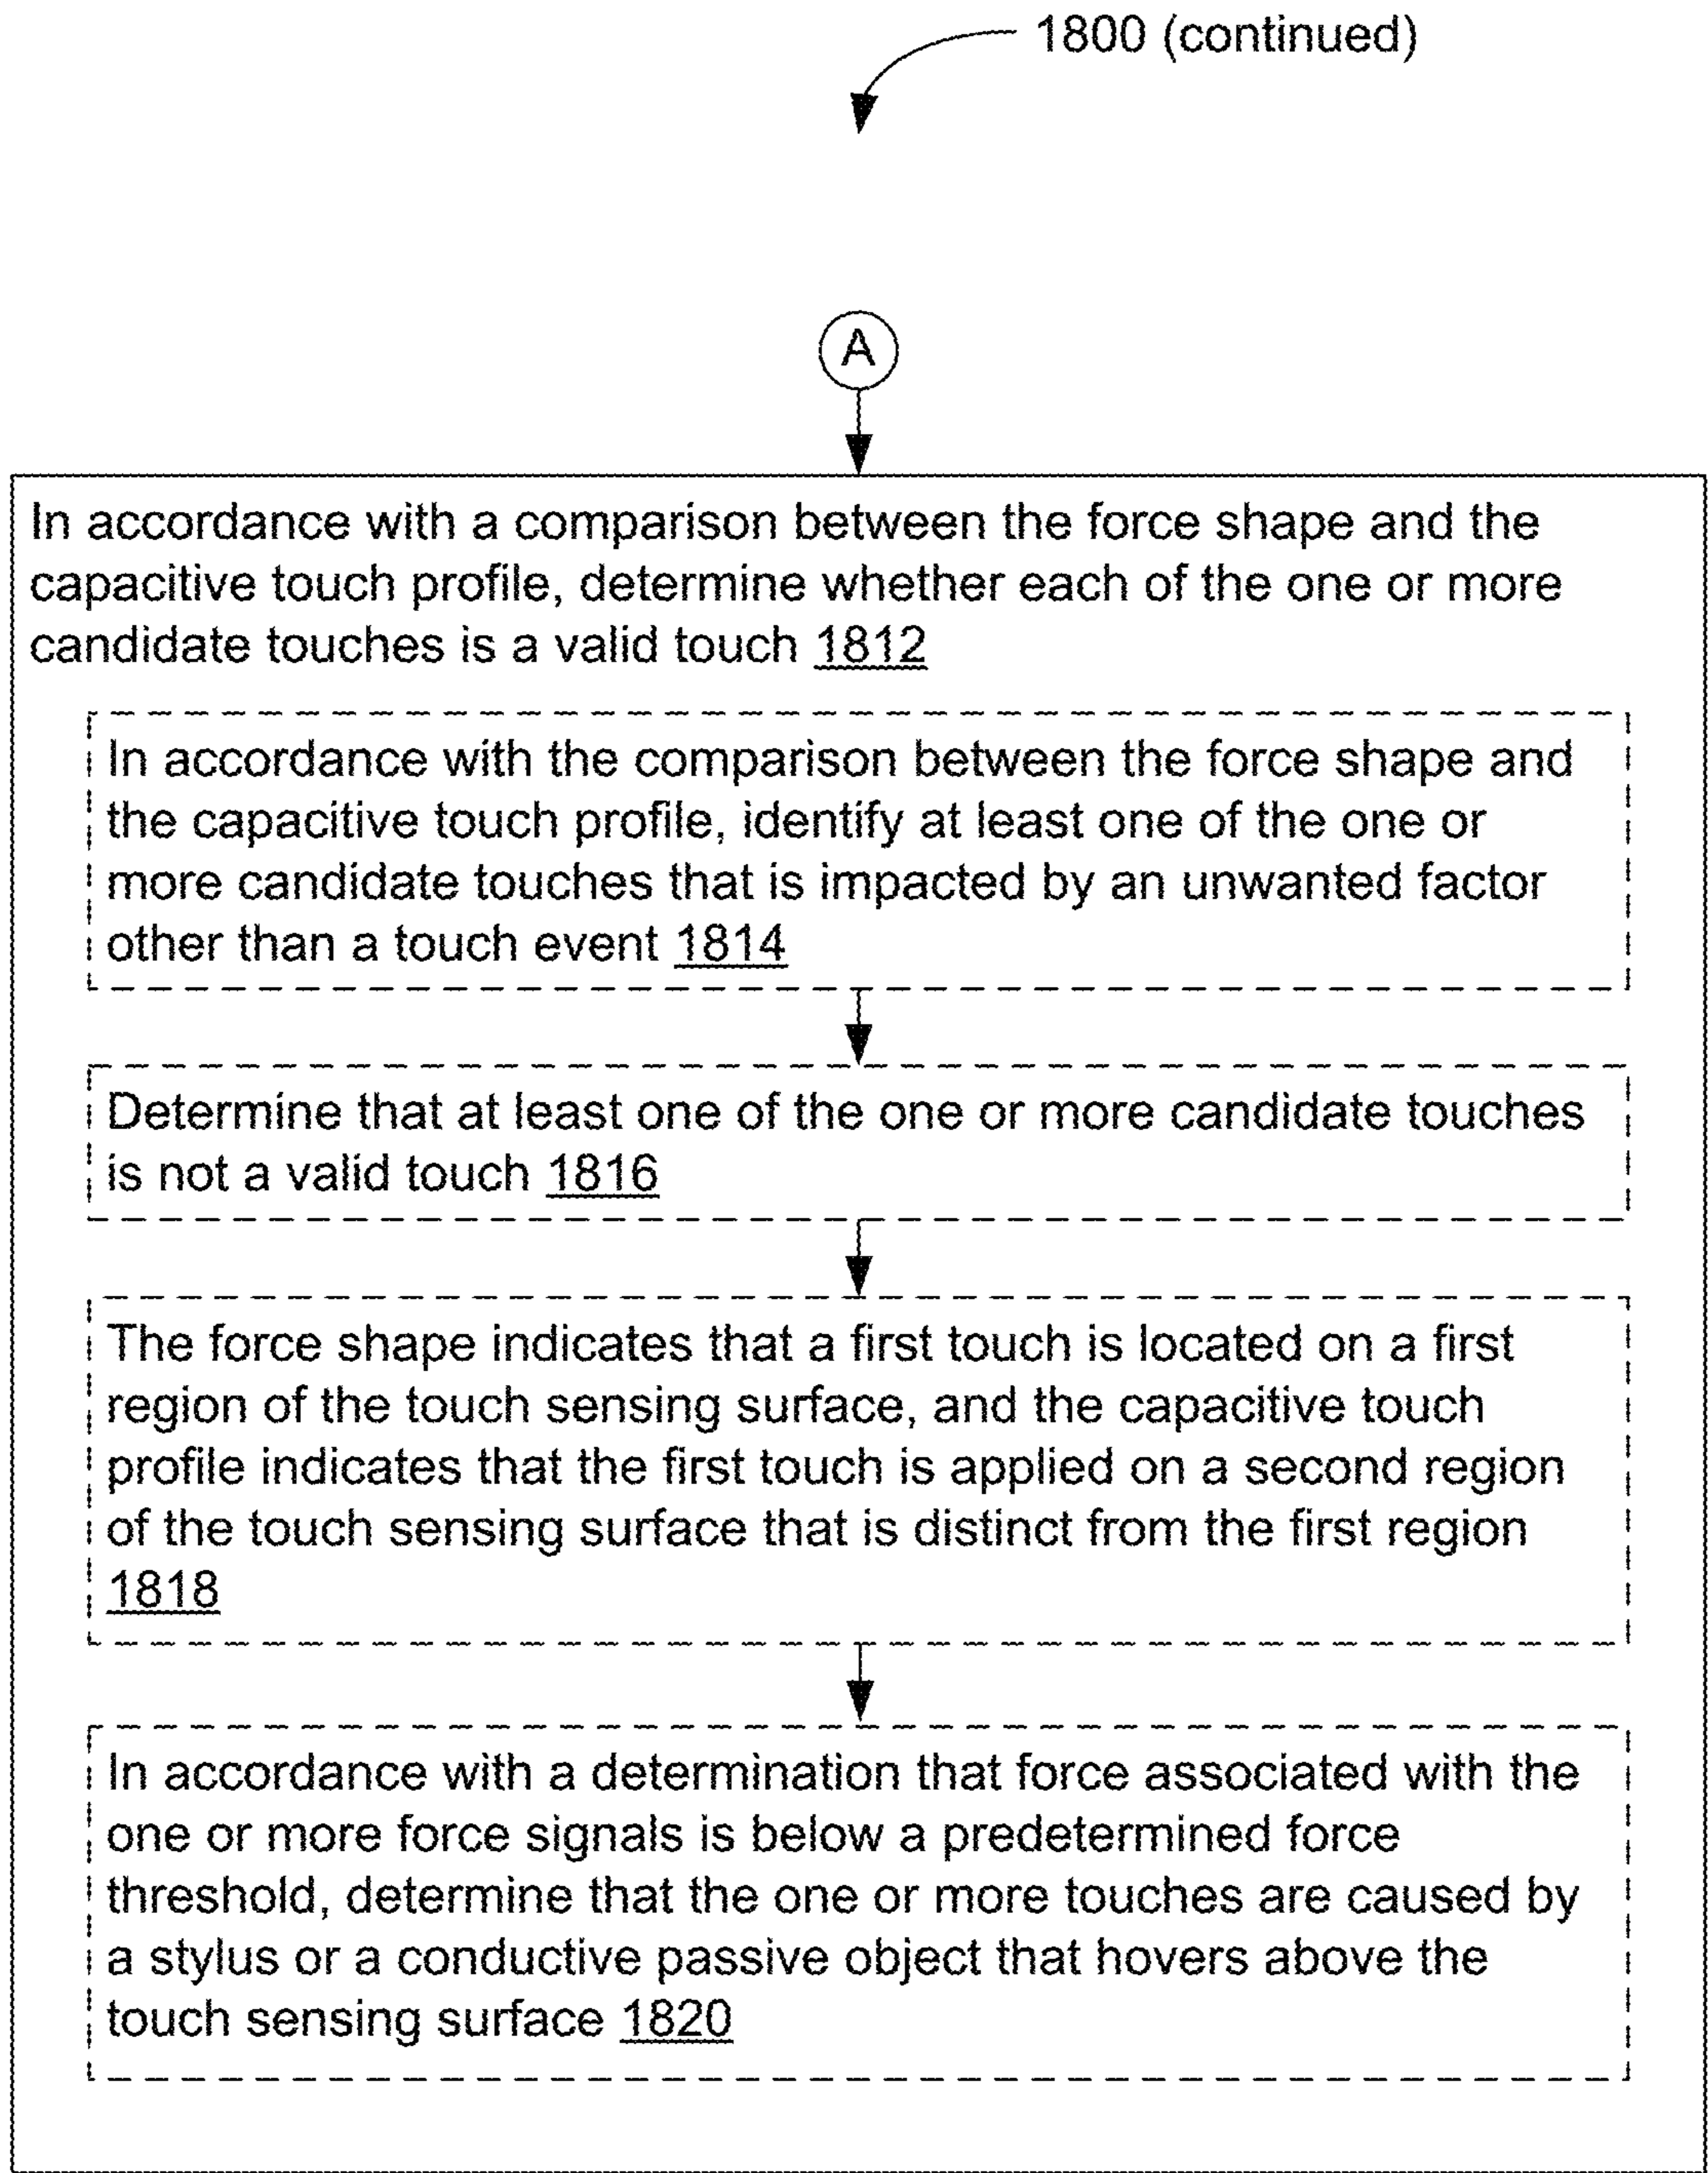 1800 (continued)
A
In accordance with a comparison between the force shape and the
capacitive touch profile, determine whether each of the one or more
candidate touches is a valid touch 1812
In accordance with the comparison between the force shape and
the capacitive touch profile, identify at least one of the one or
more candidate touches that is impacted by an unwanted factor
other than a touch event 1814
Determine that at least one of the one or more candidate touches
is not a valid touch 1816
The force shape indicates that a first touch is located on a first
region of the touch sensing surface, and the capacitive touch
profile indicates that the first touch is applied on a second region
of the touch sensing surface that is distinct from the first region
1818
In accordance with a determination that force associated with the
one or more force signals is below a predetermined force
threshold, determine that the one or more touches are caused by
a stylus or a conductive passive object that hovers above the
touch sensing surface 1820